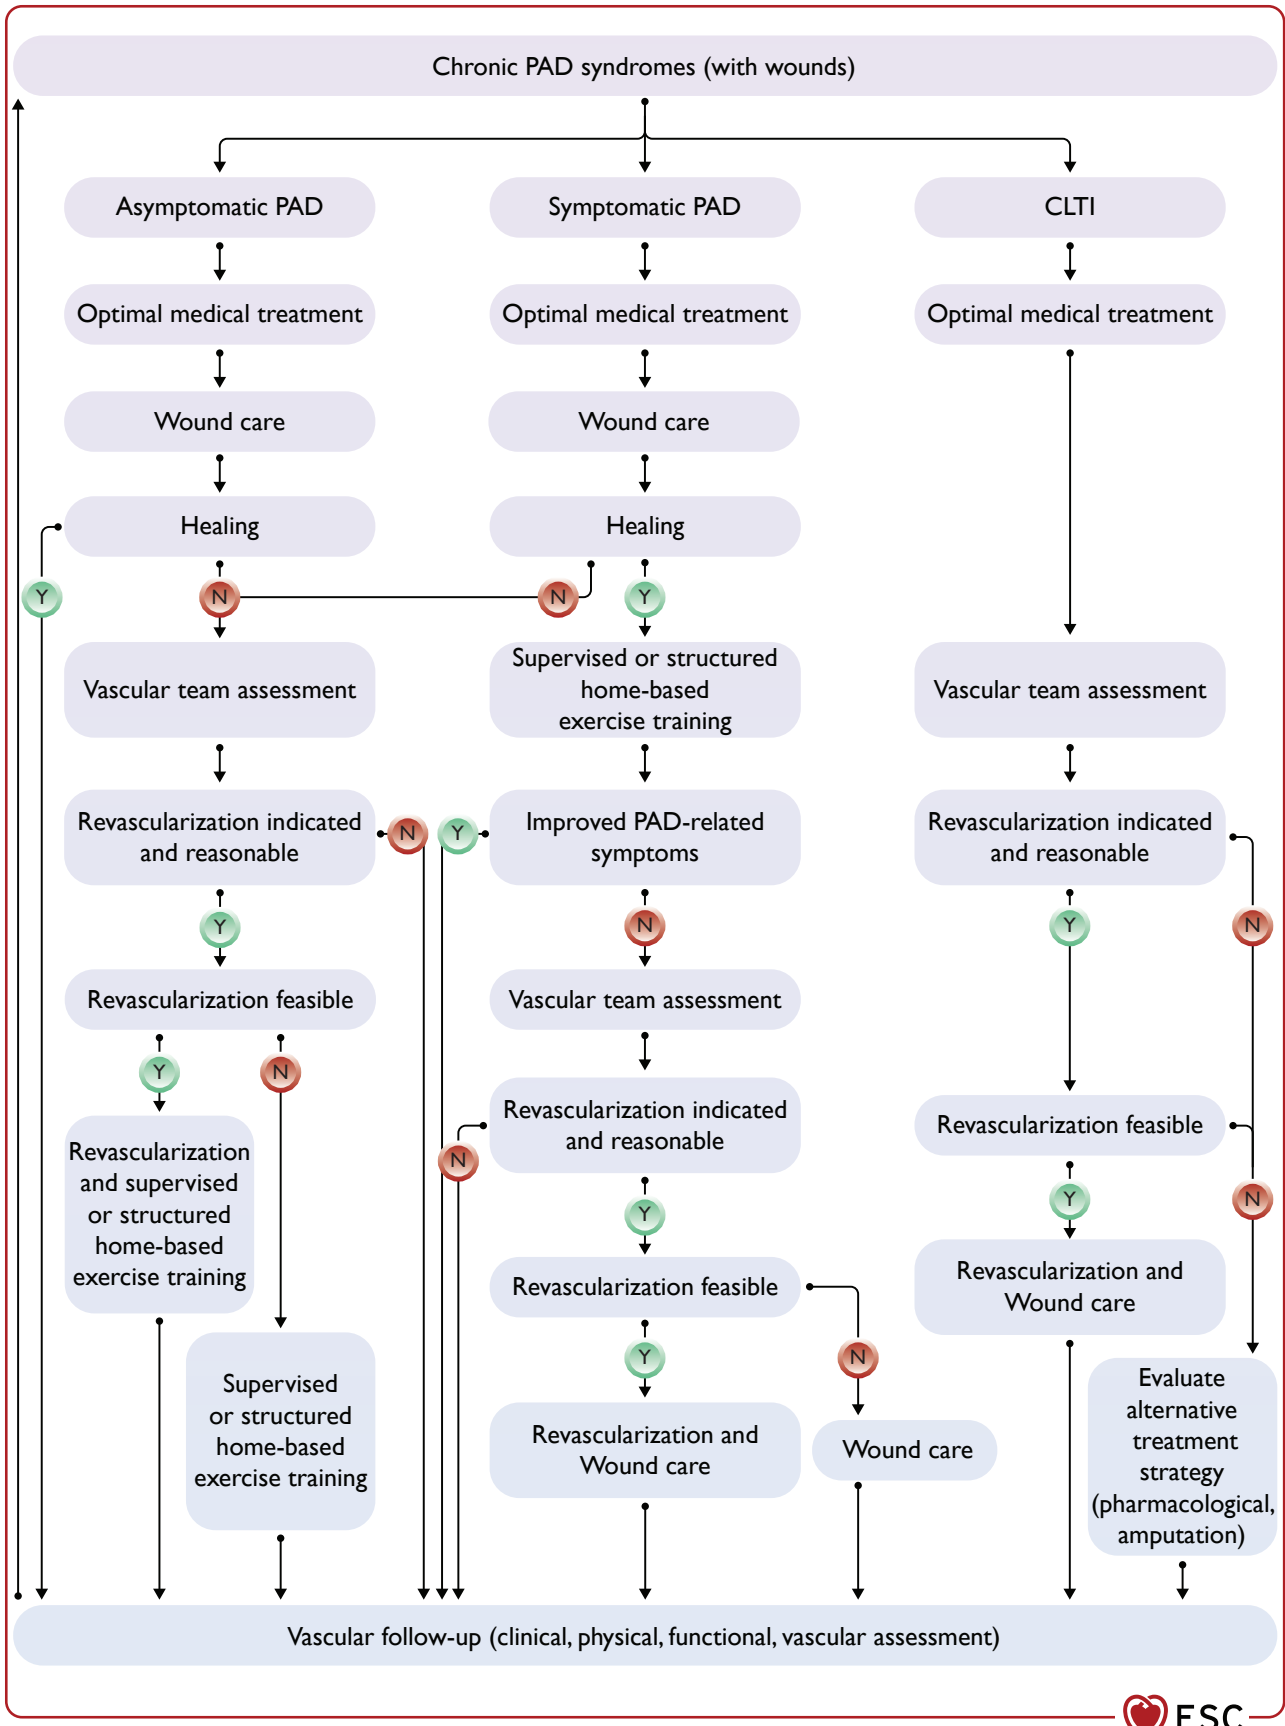 Chronic PAD syndromes (with wounds)
Asymptomatic PAD
Symptomatic PAD
CLTI
Optimal medical treatment
Optimal medical treatment
Optimal medical treatment
Wound care
Wound care
Healing
Healing
Y
N
N
Y
Vascular team assessment
Supervised or structured
home-based
exercise training
Vascular team assessment
Revascularization indicated
and reasonable
N
Y
Improved PAD-related
symptoms
Revascularization indicated
and reasonable
Y
N
Y
N
Revascularization feasible
Vascular team assessment
Y
N
Revascularization indicated
and reasonable
N
Revascularization feasible
Revascularization
and supervised
or structured
home-based
exercise training
Y
Y
N
Revascularization feasible
Revascularization and
Wound care
Y
N
Supervised
or structured
home-based
exercise training
Revascularization and
Wound care
Wound care
Evaluate
alternative
treatment
strategy
(pharmacological,
amputation)
Vascular follow-up (clinical, physical, functional, vascular assessment)
ESC